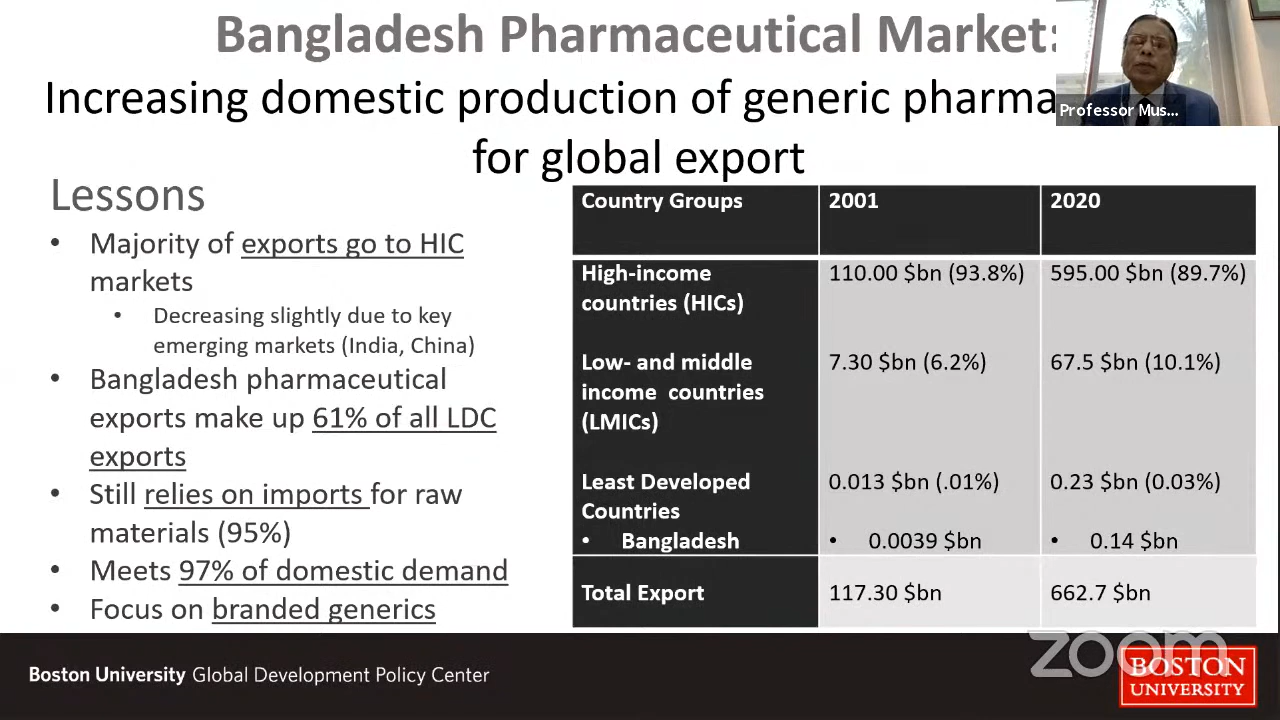 Bangladesh Pharmaceutical Market:
Increasing domestic production of generic pharma
for global export
Professor Mus...
Lessons
• Majority of exports go to HIC
markets
• Decreasing slightly due to key
emerging markets (India, China)
• Bangladesh pharmaceutical
exports make up 61% of all LDC
exports
• Still relies on imports for raw
materials (95%)
• Meets 97% of domestic demand
• Focus on branded generics
Country Groups 2001 2020
High-income 110.00 $bn (93.8%) 595.00 $bn (89.7%)
countries (HICs)
Low- and middle 7.30 $bn (6.2%) 67.5 $bn (10.1%)
income countries
(LMICs)
Least Developed 0.013 $bn (.01%) 0.23 $bn (0.03%)
Countries
• Bangladesh • 0.0039 $bn • 0.14 $bn
Total Export 117.30 $bn 662.7 $bn
zoom
Boston University Global Development Policy Center
BOSTON
UNIVERSITY